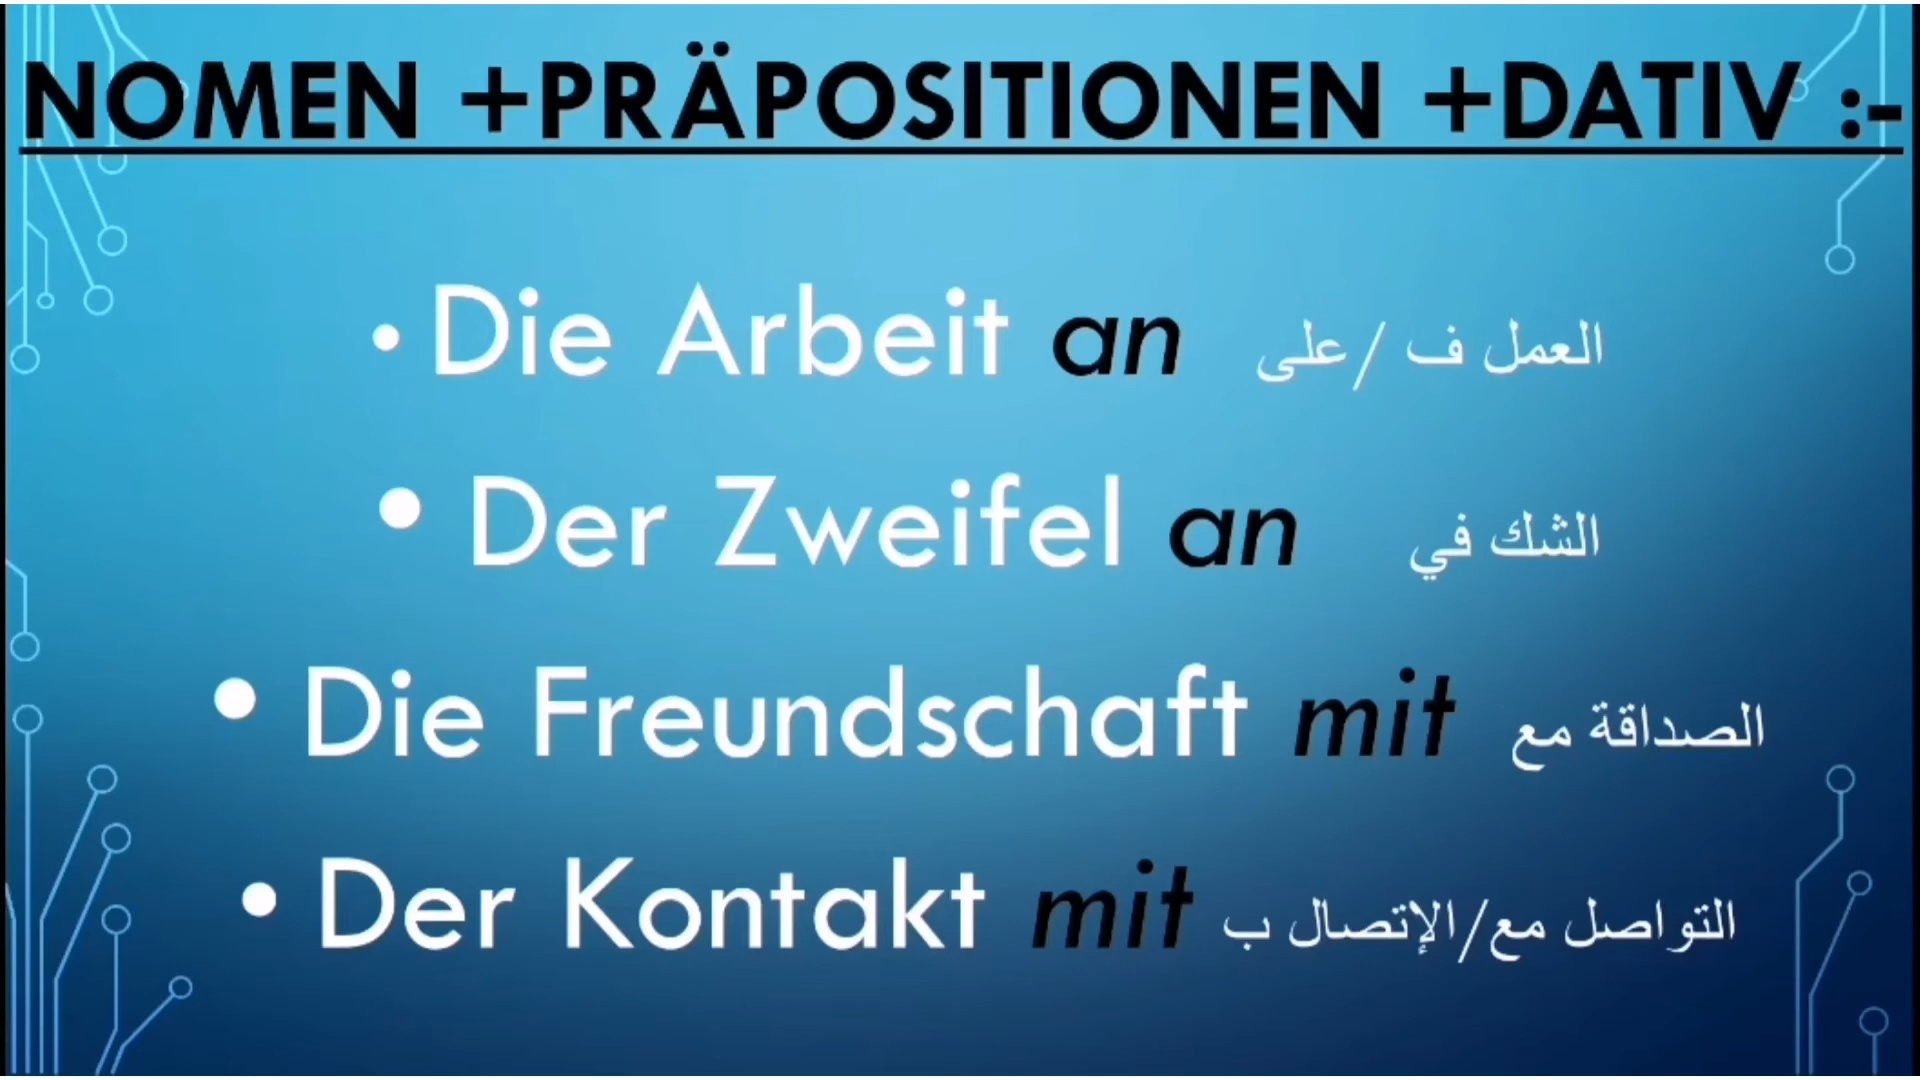 NOMEN +PRÄPOSITIONEN +DATIV :-
• Die Arbeit an العمل ف /على
• Der Zweifel an الشك في
• Die Freundschaft mit الصداقة مع
• Der Kontakt mit التواصل مع/الإتصال ب